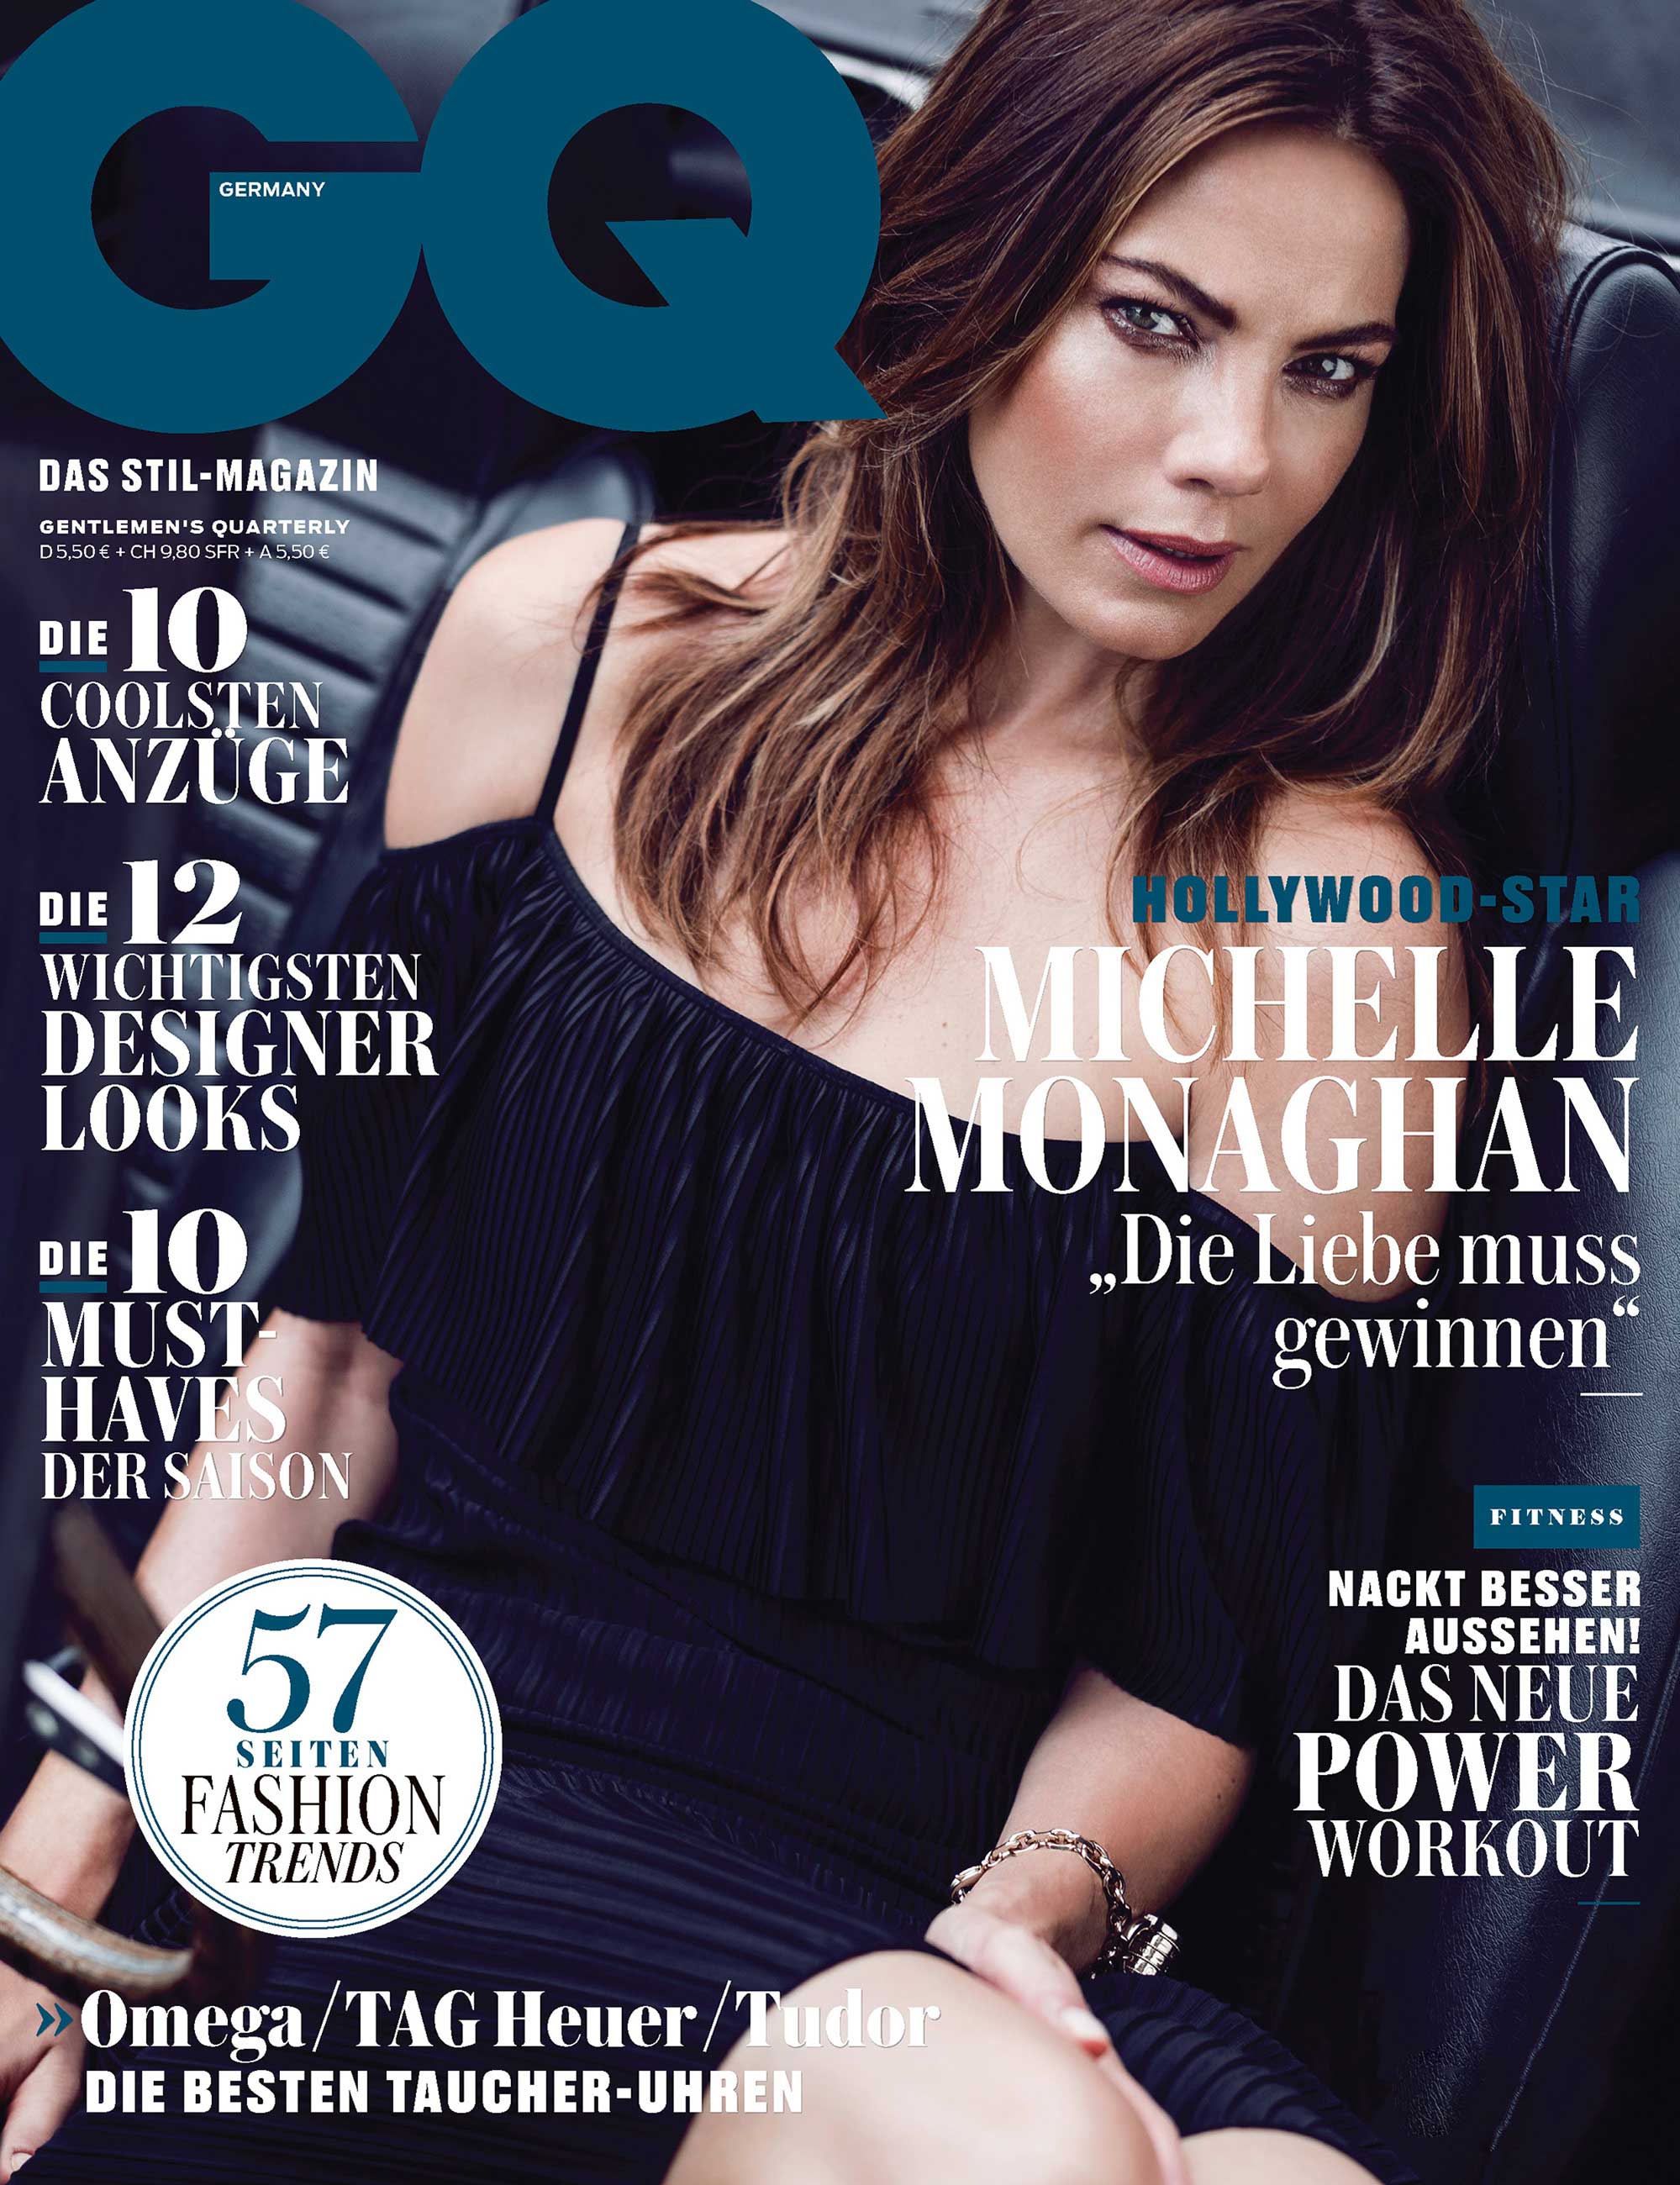 GQ
GERMANY
DAS STIL-MAGAZIN
GENTLEMEN'S QUARTERLY
D 5,50 € + CH 9,80 SFR + A 5,50 €
DIE 10
COOLSTEN
ANZÜGE
DIE 12
WICHTIGSTEN
DESIGNER
LOOKS
DIE 10
MUST-
HAVES
DER SAISON
57
SEITEN
FASHION
TRENDS
HOLLYWOOD-STAR
MICHELLE
MONAGHAN
„Die Liebe muss
gewinnen“
FITNESS
NACKT BESSER
AUSSEHEN!
DAS NEUE
POWER
WORKOUT
» Omega/TAG Heuer/Tudor
DIE BESTEN TAUCHER-UHREN